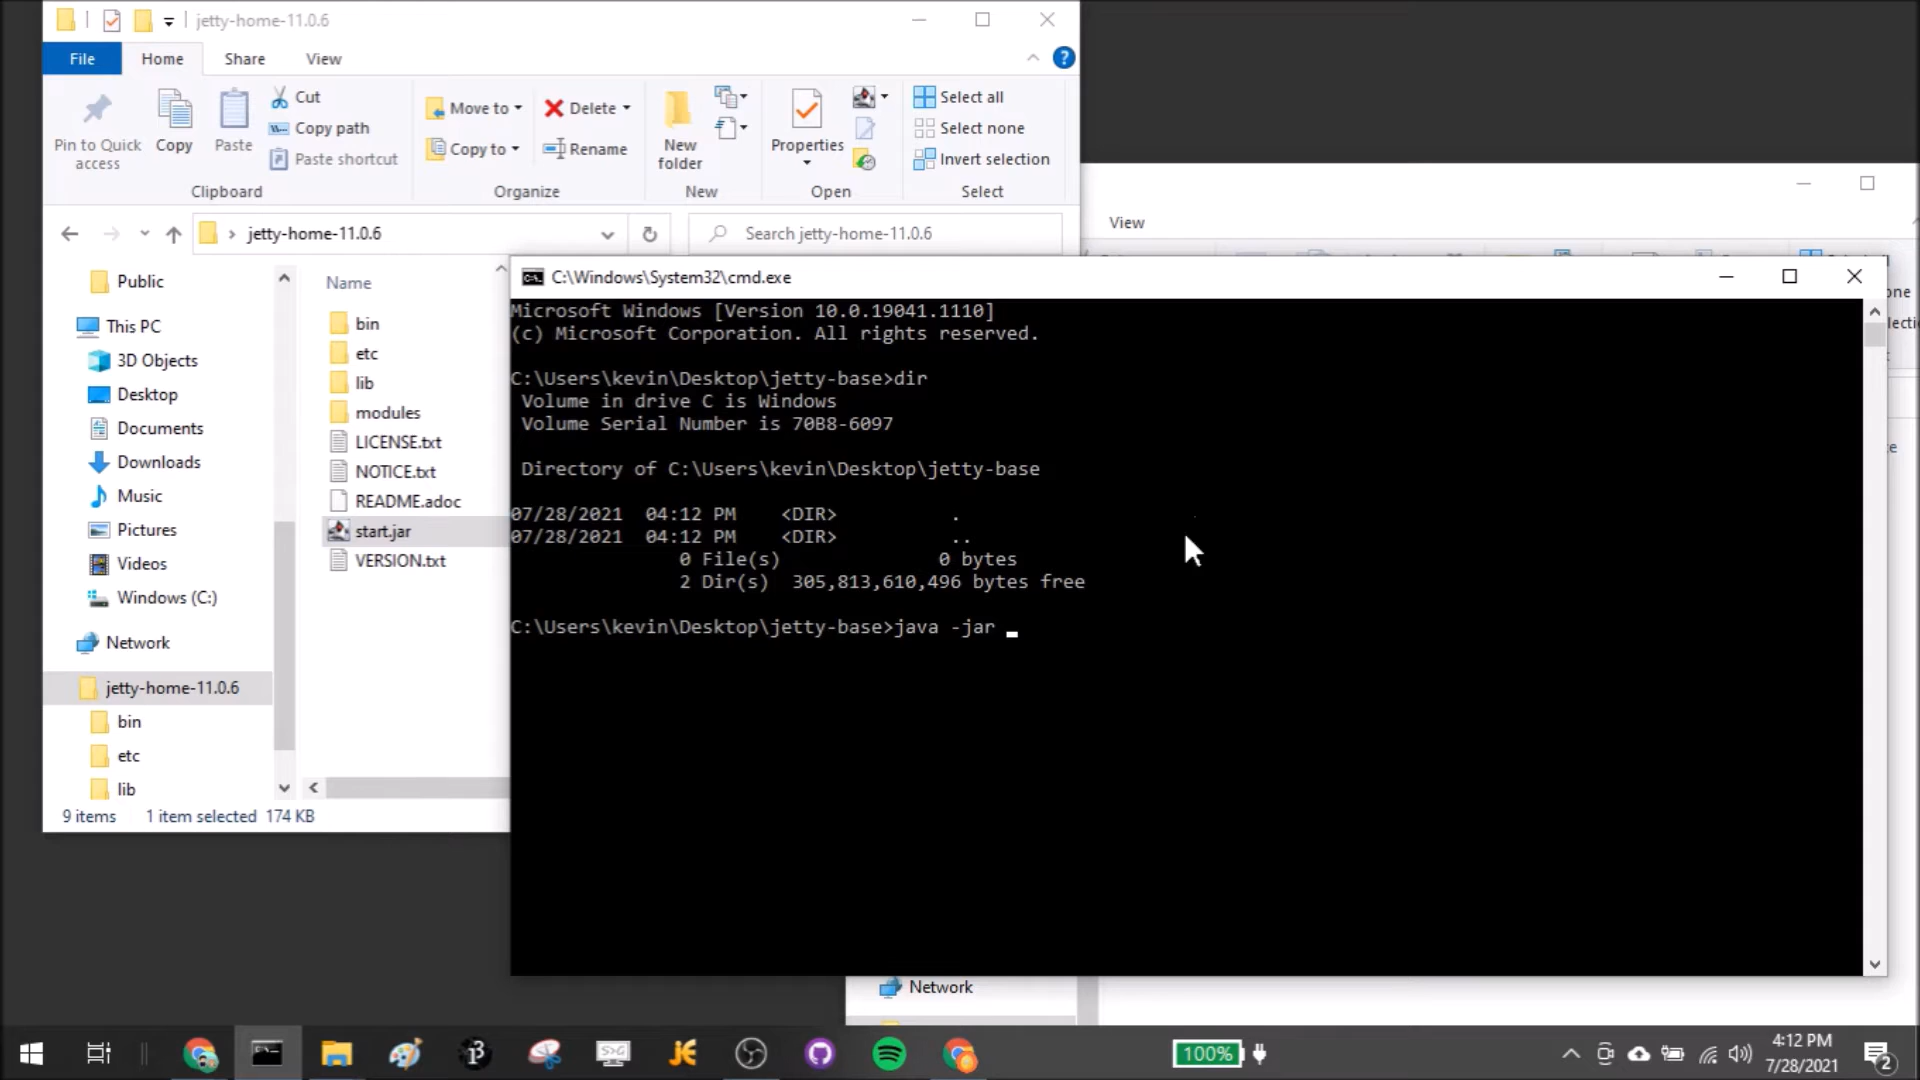 jetty-home-11.0.6
File
Home
Share
View
Pin to Quick access
Copy
Paste
Cut
Copy path
Paste shortcut
Clipboard
Move to
Copy to
Delete
Rename
Organize
New folder
New
Properties
Open
Select all
Select none
Invert selection
Select
jetty-home-11.0.6
Search jetty-home-11.0.6
Public
This PC
3D Objects
Desktop
Documents
Downloads
Music
Pictures
Videos
Windows (C:)
Network
jetty-home-11.0.6
bin
etc
lib
Name
bin
etc
lib
modules
LICENSE.txt
NOTICE.txt
README.adoc
start.jar
VERSION.txt
9 items
1 item selected 174 KB
View
C:\Windows\System32\cmd.exe
Microsoft Windows [Version 10.0.19041.1110]
(c) Microsoft Corporation. All rights reserved.
C:\Users\kevin\Desktop\jetty-base>dir
Volume in drive C is Windows
Volume Serial Number is 70B8-6097
Directory of C:\Users\kevin\Desktop\jetty-base
07/28/2021 04:12 PM <DIR> .
07/28/2021 04:12 PM <DIR> ..
0 File(s) 0 bytes
2 Dir(s) 305,813,610,496 bytes free
C:\Users\kevin\Desktop\jetty-base>java -jar
Network
100%
4:12 PM
7/28/2021
2